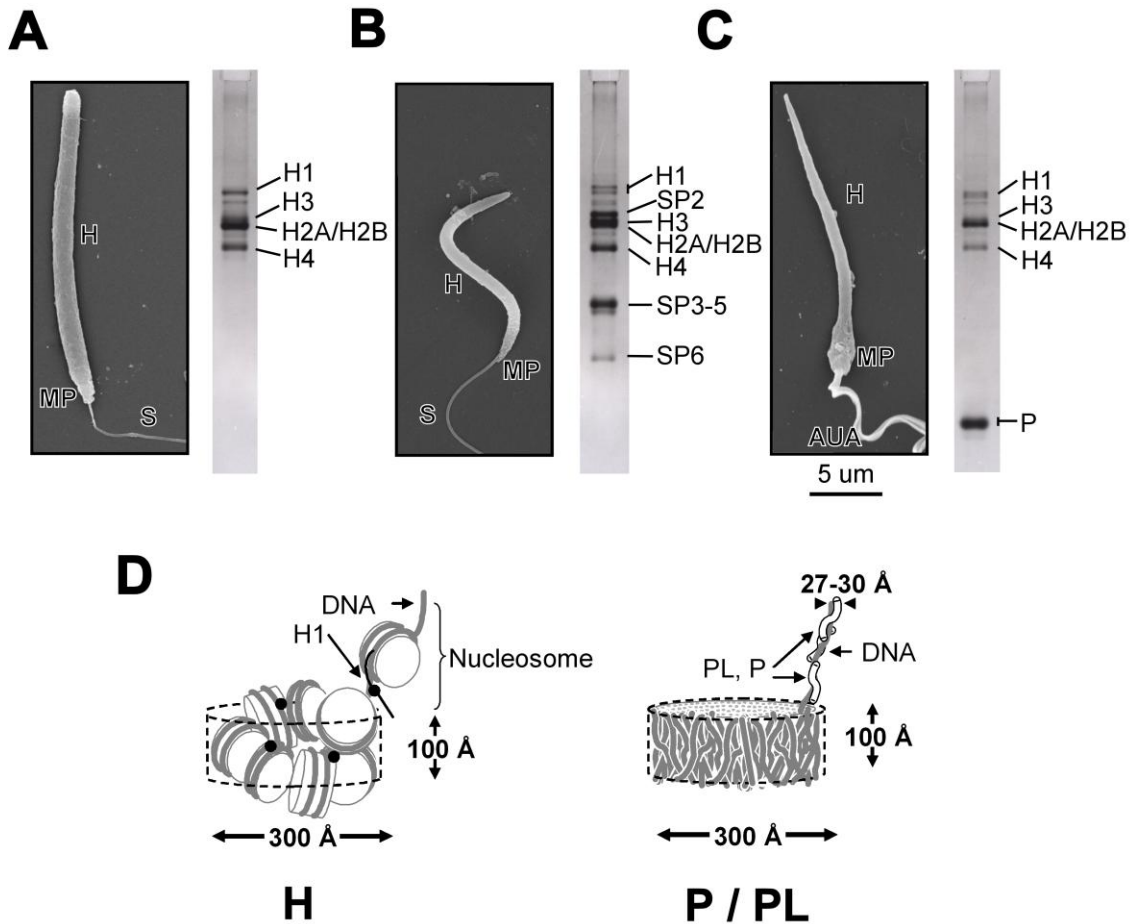 A
H
MP
S
H1
H3
H2A/H2B
H4
B
H
MP
S
H1
SP2
H3
H2A/H2B
H4
SP3-5
SP6
C
H
MP
AUA
5 um
H1
H3
H2A/H2B
H4
P
D
DNA
H1
Nucleosome
100 Å
300 Å
H
27-30 Å
PL, P
DNA
100 Å
300 Å
P / PL